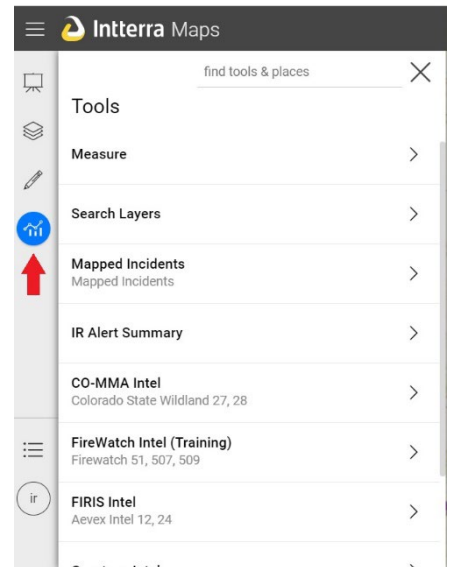 Intterra Maps
find tools & places
Tools
Measure
Search Layers
Mapped Incidents
Mapped Incidents
IR Alert Summary
CO-MMA Intel
Colorado State Wildland 27, 28
FireWatch Intel (Training)
Firewatch 51, 507, 509
ir
FIRIS Intel
Aevex Intel 12, 24